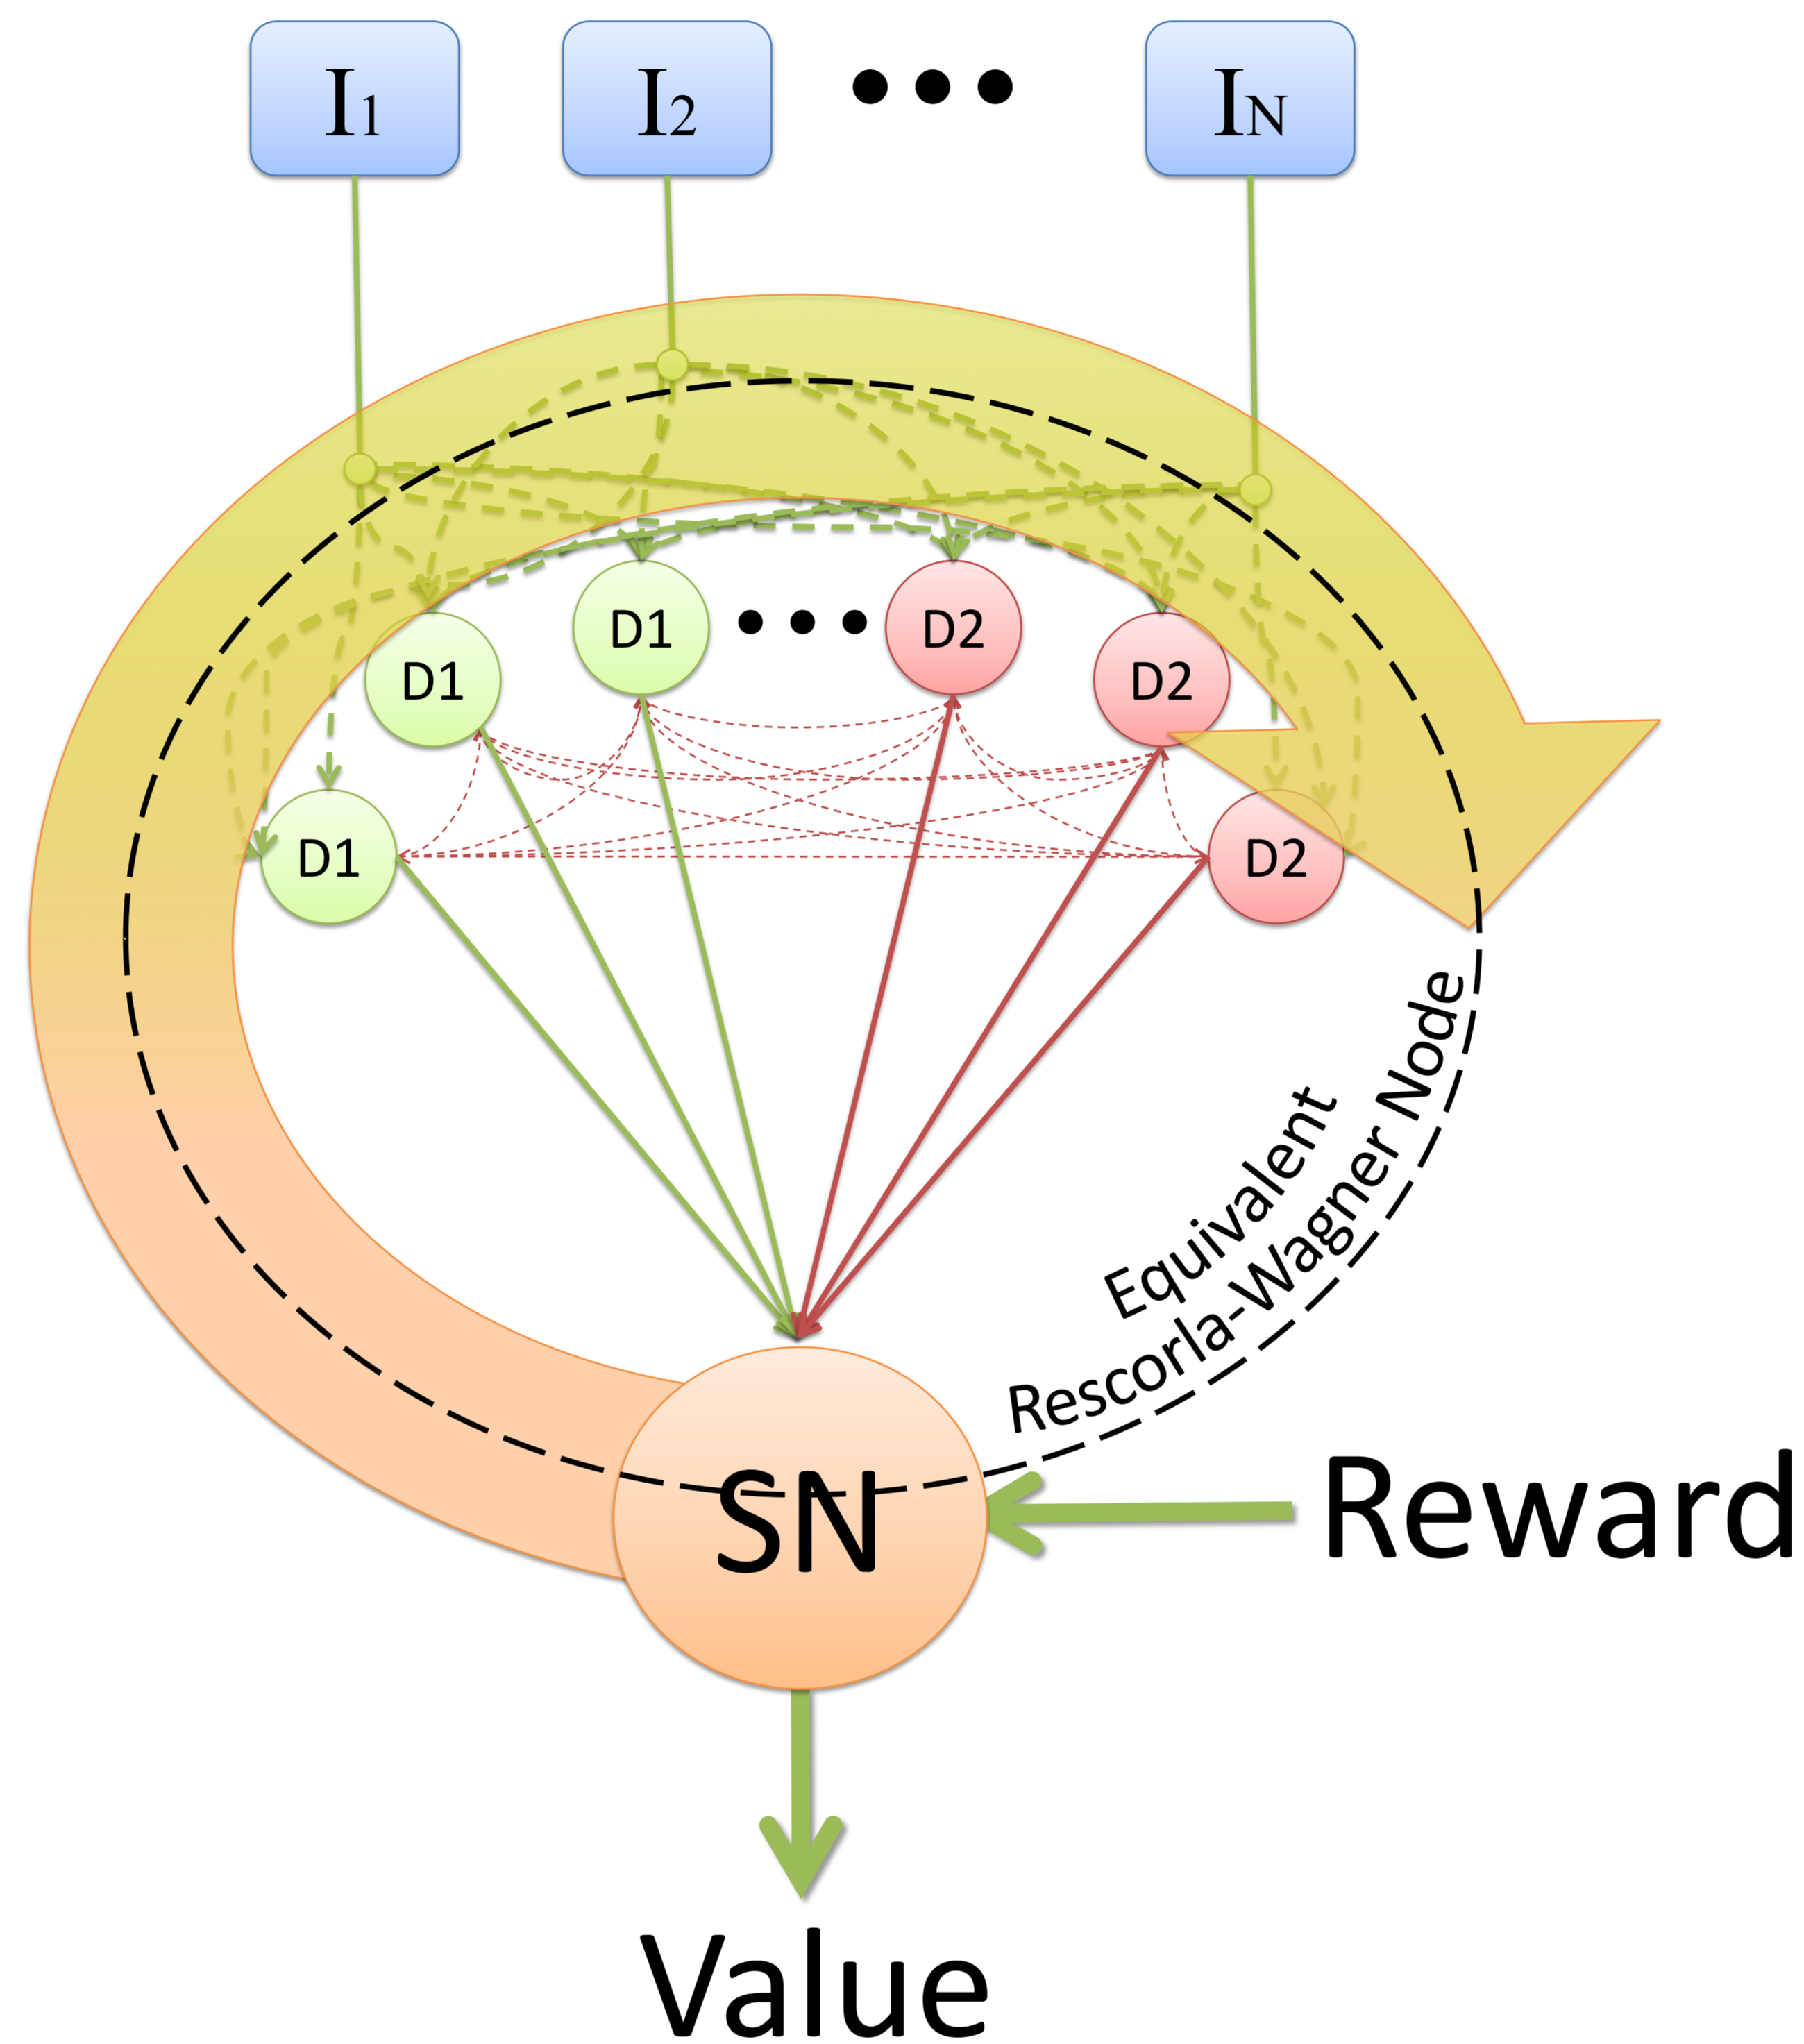 I1
I2
IN
D1
D2
D1
D2
D1
D2
Equivalent
Rescorla-Wagner Node
SN
Reward
Value